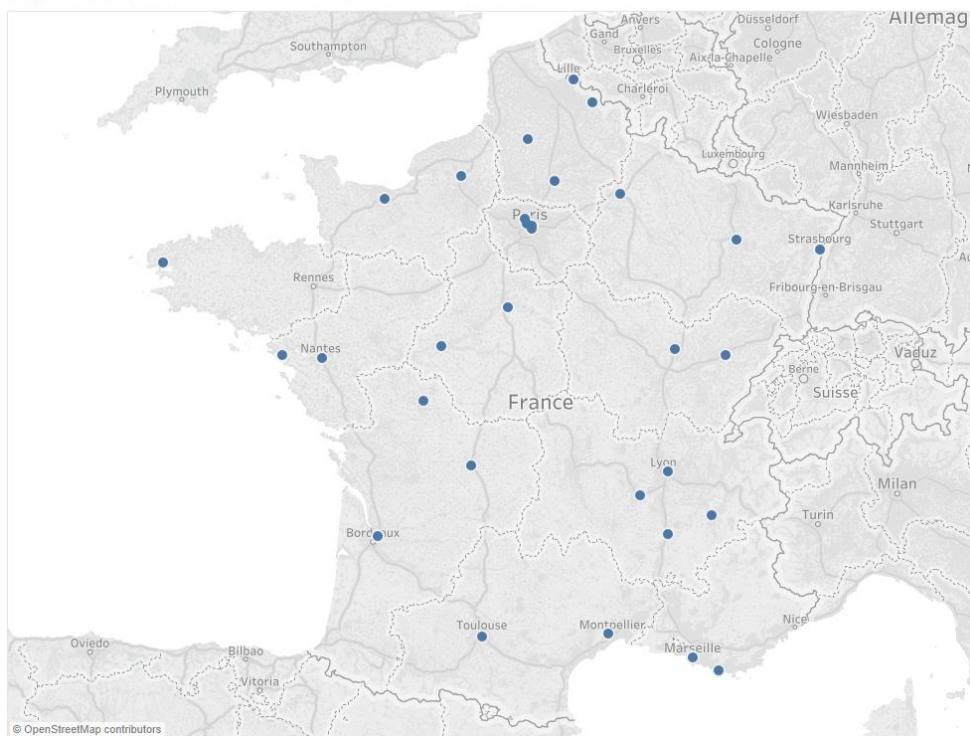 Anvers
Düsseldorf
Allemag
Southampton
Gand
Bruxelles
Cologne
Aix-la-Chapelle
Lille
Plymouth
Charleroi
Wiesbaden
Luxembourg
Mannheim
Karlsruhe
Paris
Stuttgart
Strasbourg
Rennes
Fribourg-en-Brisgau
Nantes
Vaduz
Berne
Suisse
France
Lyon
Milan
Turin
Bordeaux
Toulouse
Montpellier
Nice
Oviedo
Marseille
Bilbao
Vitoria
© OpenStreetMap contributors